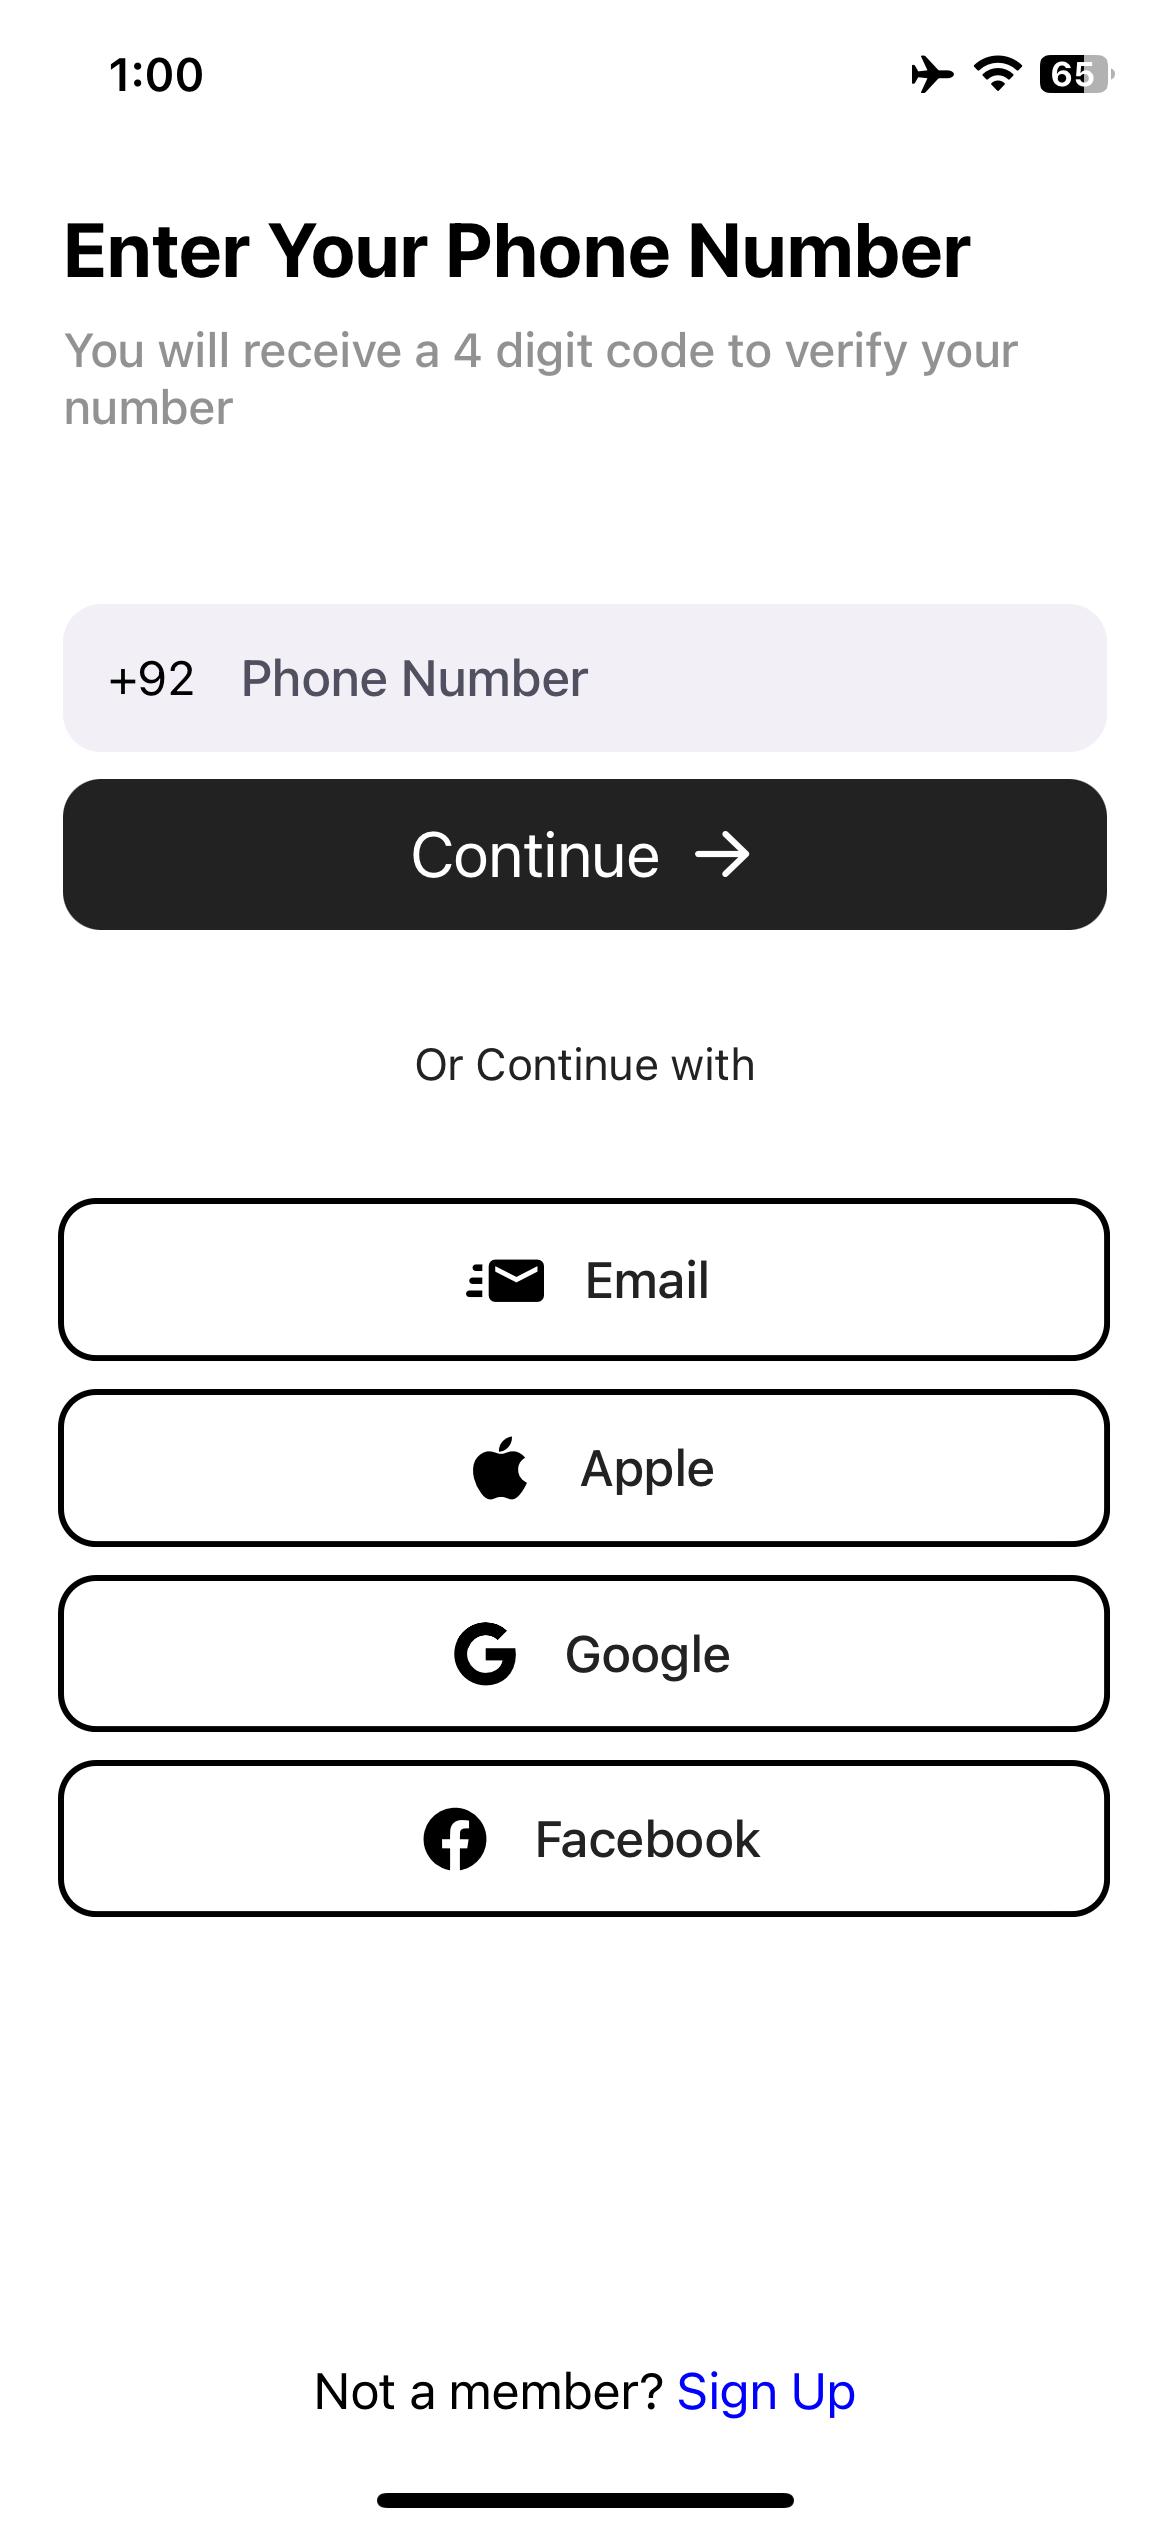 1:00
65
Enter Your Phone Number
You will receive a 4 digit code to verify your
number
+92 Phone Number
Continue →
Or Continue with
Email
Apple
Google
Facebook
Not a member? Sign Up